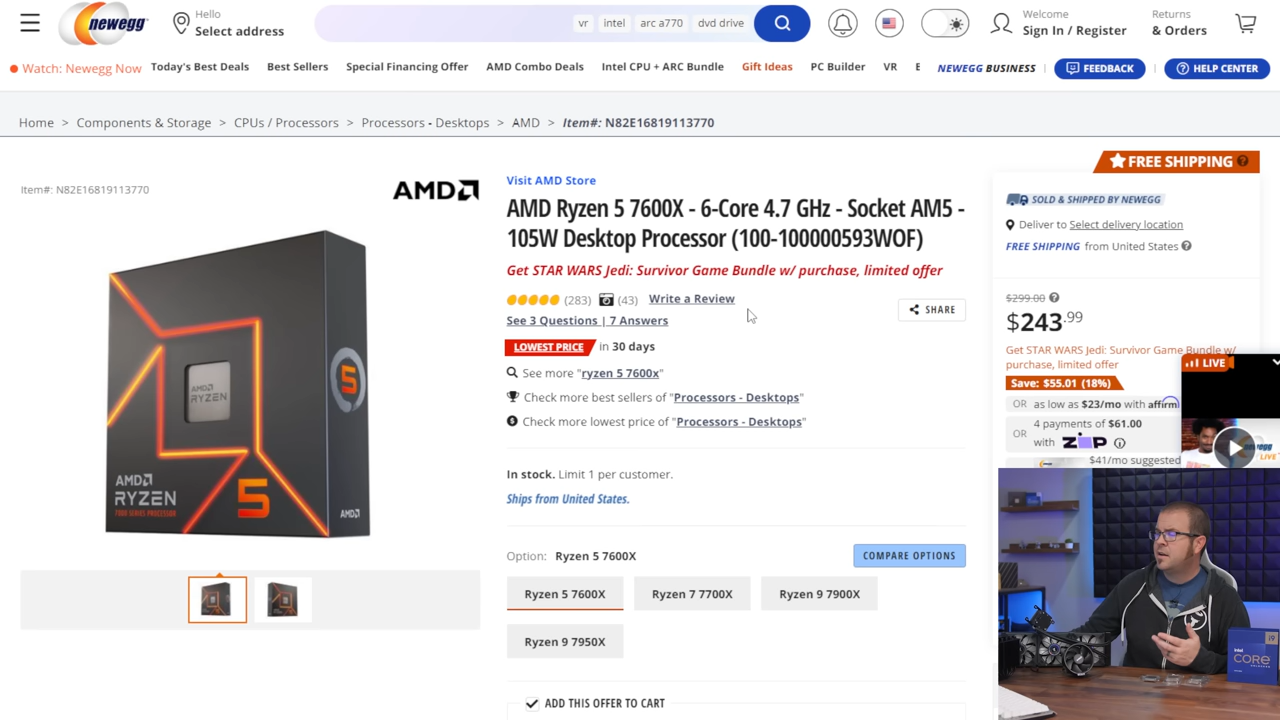 newegg
Hello
Select address
vr
intel
arc a770
dvd drive
Welcome
Sign In / Register
Returns
& Orders
Watch: Newegg Now
Today's Best Deals
Best Sellers
Special Financing Offer
AMD Combo Deals
Intel CPU + ARC Bundle
Gift Ideas
PC Builder
VR
E
NEWEGG BUSINESS
FEEDBACK
HELP CENTER
Home > Components & Storage > CPUs / Processors > Processors - Desktops > AMD > Item#: N82E16819113770
Item#: N82E16819113770
AMD
AMD
RYZEN
5
AMD
RYZEN
7000 SERIES PROCESSOR
5
AMD
Visit AMD Store
AMD Ryzen 5 7600X - 6-Core 4.7 GHz - Socket AM5 -
105W Desktop Processor (100-100000593WOF)
Get STAR WARS Jedi: Survivor Game Bundle w/ purchase, limited offer
(283) (43) Write a Review
See 3 Questions | 7 Answers
SHARE
LOWEST PRICE in 30 days
See more "ryzen 5 7600x"
Check more best sellers of "Processors - Desktops"
Check more lowest price of "Processors - Desktops"
In stock. Limit 1 per customer.
Ships from United States.
Option: Ryzen 5 7600X
COMPARE OPTIONS
Ryzen 5 7600X
Ryzen 7 7700X
Ryzen 9 7900X
Ryzen 9 7950X
ADD THIS OFFER TO CART
FREE SHIPPING
SOLD & SHIPPED BY NEWEGG
Deliver to Select delivery location
FREE SHIPPING from United States
$299.00
$243.99
Get STAR WARS Jedi: Survivor Game Bundle w/
purchase, limited offer
Save: $55.01 (18%)
OR as low as $23/mo with affirm
OR 4 payments of $61.00
with ZIP
$41/mo suggested
LIVE
newegg
LIVE
intel
CORE
i9